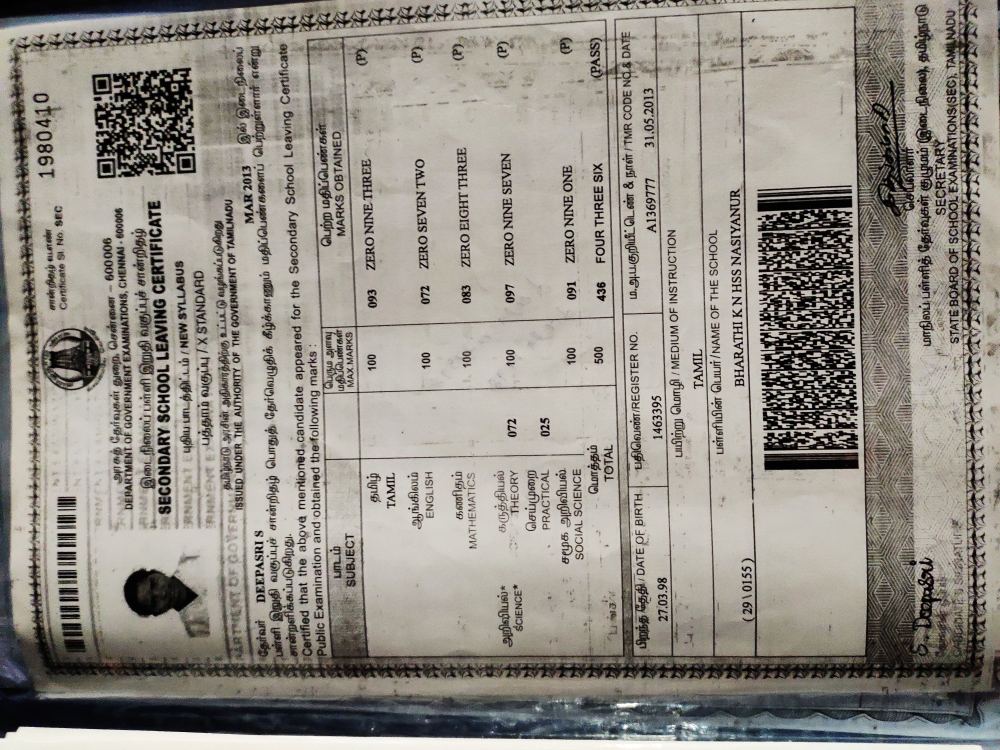 சான்றிதழ் வ.எண்
Certificate Sl. No. SEC 1980410
அரசுத் தேர்வுகள் துறை, சென்னை – 600006
DEPARTMENT OF GOVERNMENT EXAMINATIONS, CHENNAI - 600006
இடைநிலைப் பள்ளி இறுதி வகுப்புச் சான்றிதழ்
SECONDARY SCHOOL LEAVING CERTIFICATE
புதிய பாடத்திட்டம் / NEW SYLLABUS
பத்தாம் வகுப்பு / X STANDARD
தமிழ்நாடு அரசின் அதிகாரத்திற்கு உட்பட்டு வழங்கப்படுகிறது
ISSUED UNDER THE AUTHORITY OF THE GOVERNMENT OF TAMILNADU
தேர்வர் DEEPASRI S MAR 2013 இல் இடைநிலைப்
பள்ளி இறுதி வகுப்புச் சான்றிதழ் பொதுத் தேர்வெழுதிக் கீழ்க்காணும் மதிப்பெண்களைப் பெற்றுள்ளார் என்று
சான்றளிக்கப்படுகிறது.
Certified that the above mentioned candidate appeared for the Secondary School Leaving Certificate
Public Examination and obtained the following marks :
பாடம் பெரும அளவு மதிப்பெண்கள் பெற்ற மதிப்பெண்கள்
SUBJECT MAX.MARKS MARKS OBTAINED
தமிழ் 100 093 ZERO NINE THREE (P)
TAMIL
ஆங்கிலம் 100 072 ZERO SEVEN TWO (P)
ENGLISH
கணிதம் 100 083 ZERO EIGHT THREE (P)
MATHEMATICS
அறிவியல்* கருத்தியல் 072 100 097 ZERO NINE SEVEN (P)
SCIENCE* THEORY
செய்முறை 025
PRACTICAL
சமூக அறிவியல் 100 091 ZERO NINE ONE (P)
SOCIAL SCIENCE
மொத்தம் 500 436 FOUR THREE SIX (PASS)
TOTAL
பிறந்த தேதி / DATE OF BIRTH பதிவெண்/REGISTER NO. ம.அ.ப.குறியீட்டெண் & நாள் / TMR CODE NO.& DATE
27.03.98 1463395 A1369777 31.05.2013
பயிற்று மொழி / MEDIUM OF INSTRUCTION
TAMIL
பள்ளியின் பெயர்/NAME OF THE SCHOOL
( 29 \ 0155 ) BHARATHI K N HSS NASIYANUR
S. Deepasri
CANDIDATE'S SIGNATURE
செயலாளர்
மாநிலப் பள்ளித் தேர்வுகள் குழுமம் (இடைநிலை), தமிழ்நாடு
SECRETARY
STATE BOARD OF SCHOOL EXAMINATIONS(SEC), TAMILNADU